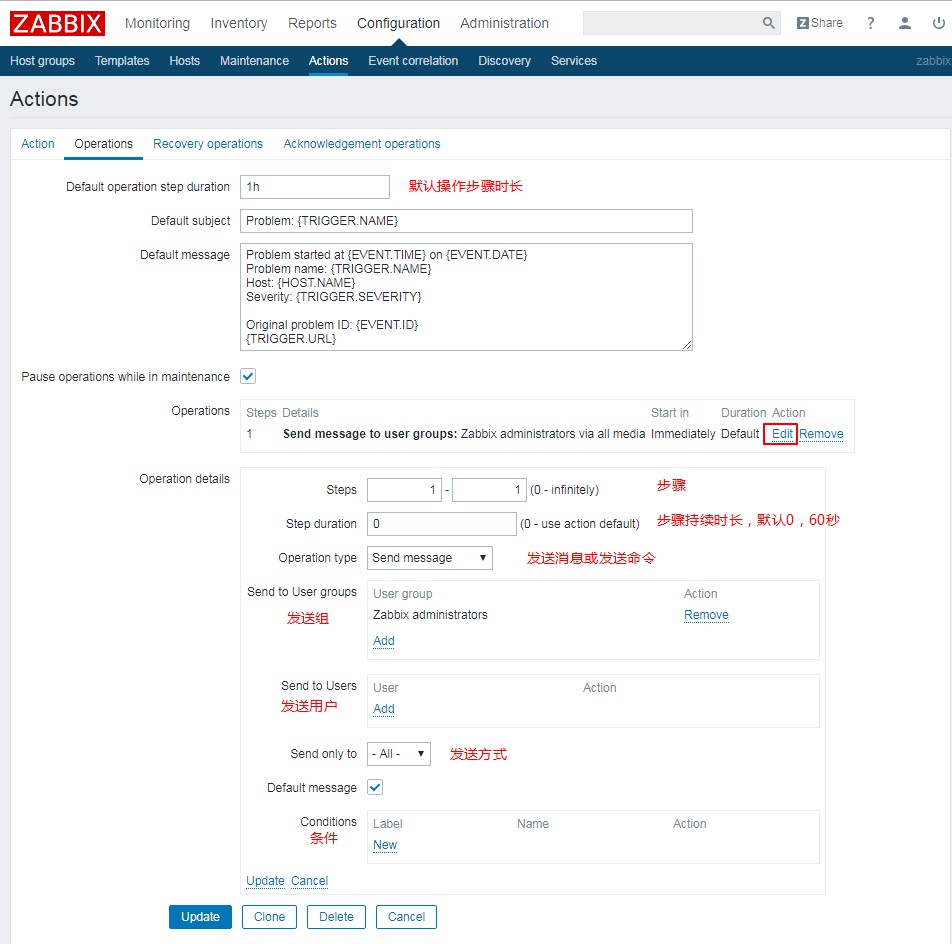 ZABBIX Monitoring Inventory Reports Configuration Administration Z Share ?
Host groups Templates Hosts Maintenance Actions Event correlation Discovery Services zabbix
Actions
Action Operations Recovery operations Acknowledgement operations
Default operation step duration 1h 默认操作步骤时长
Default subject Problem: {TRIGGER.NAME}
Default message Problem started at {EVENT.TIME} on {EVENT.DATE}
Problem name: {TRIGGER.NAME}
Host: {HOST.NAME}
Severity: {TRIGGER.SEVERITY}
Original problem ID: {EVENT.ID}
{TRIGGER.URL}
Pause operations while in maintenance
Operations Steps Details Start in Duration Action
1 Send message to user groups: Zabbix administrators via all media Immediately Default Edit Remove
Operation details
Steps 1 - 1 (0 - infinitely) 步骤
Step duration 0 (0 - use action default) 步骤持续时长，默认0，60秒
Operation type Send message 发送消息或发送命令
Send to User groups User group Action
发送组 Zabbix administrators Remove
Add
Send to Users User Action
发送用户 Add
Send only to - All - 发送方式
Default message
Conditions Label Name Action
条件 New
Update Cancel
Update Clone Delete Cancel